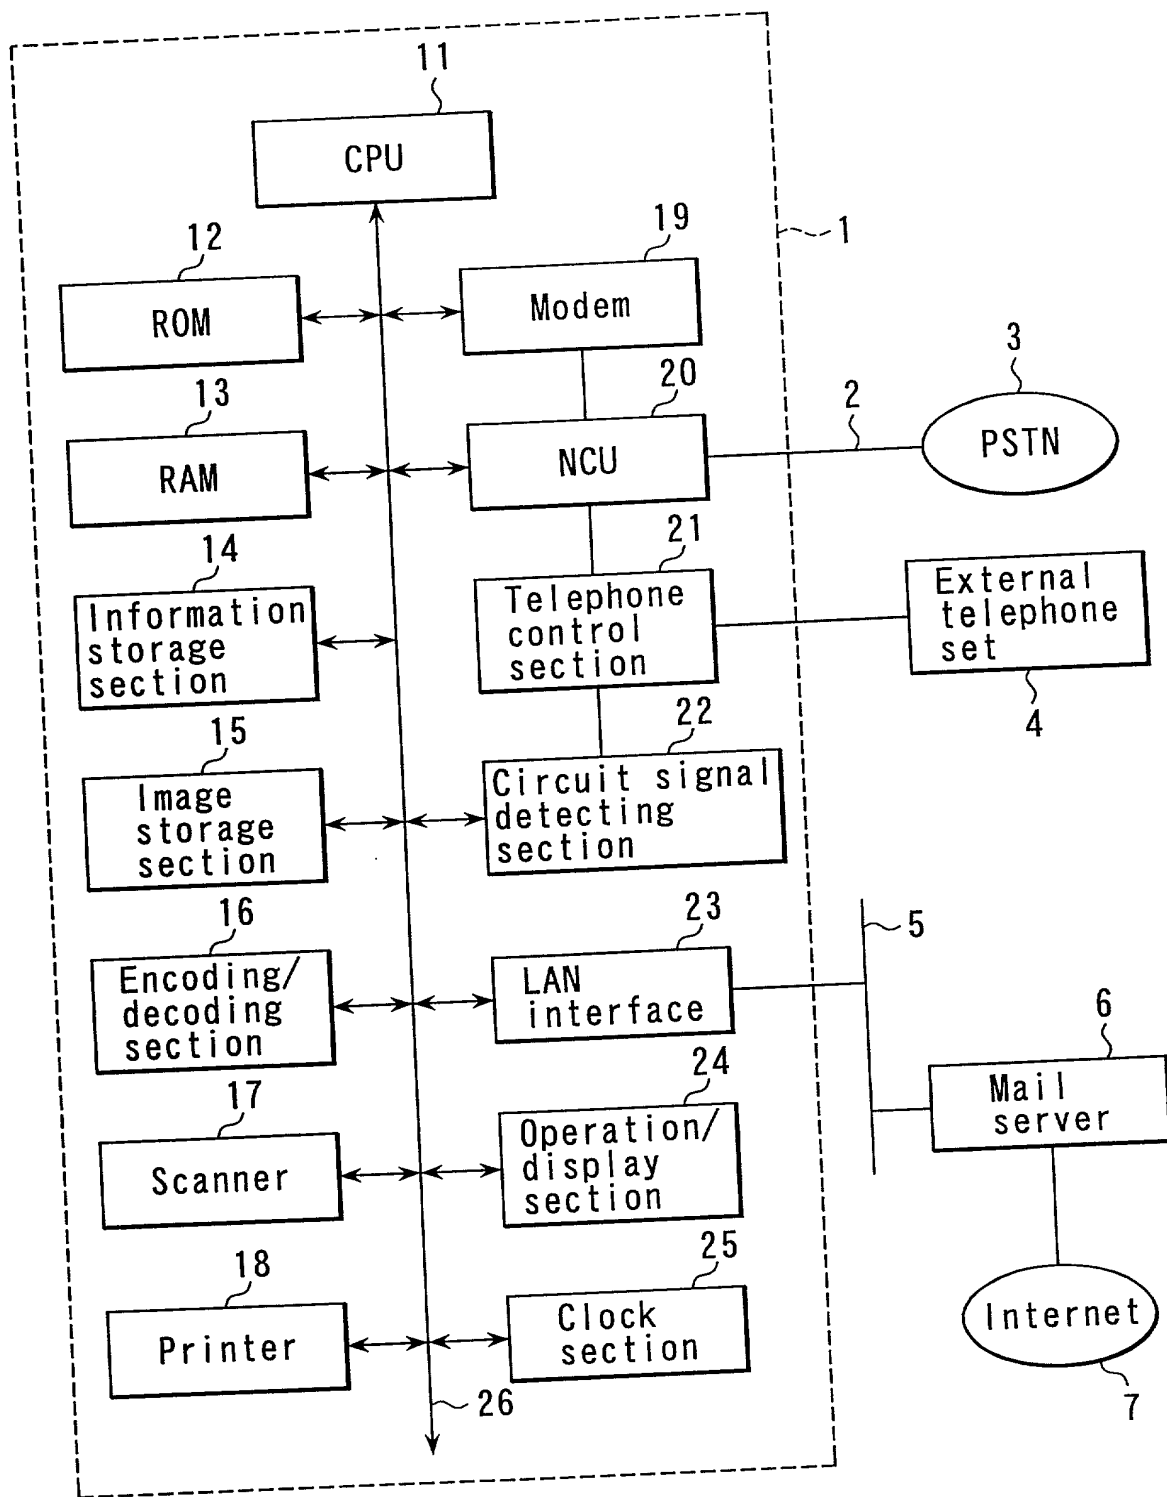 11
CPU
1
12
ROM
19
Modem
13
RAM
20
NCU
2
3
PSTN
14
Information
storage
section
21
Telephone
control
section
External
telephone
set
4
15
Image
storage
section
22
Circuit signal
detecting
section
16
Encoding/
decoding
section
23
LAN
interface
5
6
Mail
server
17
Scanner
24
Operation/
display
section
18
Printer
25
Clock
section
Internet
7
26